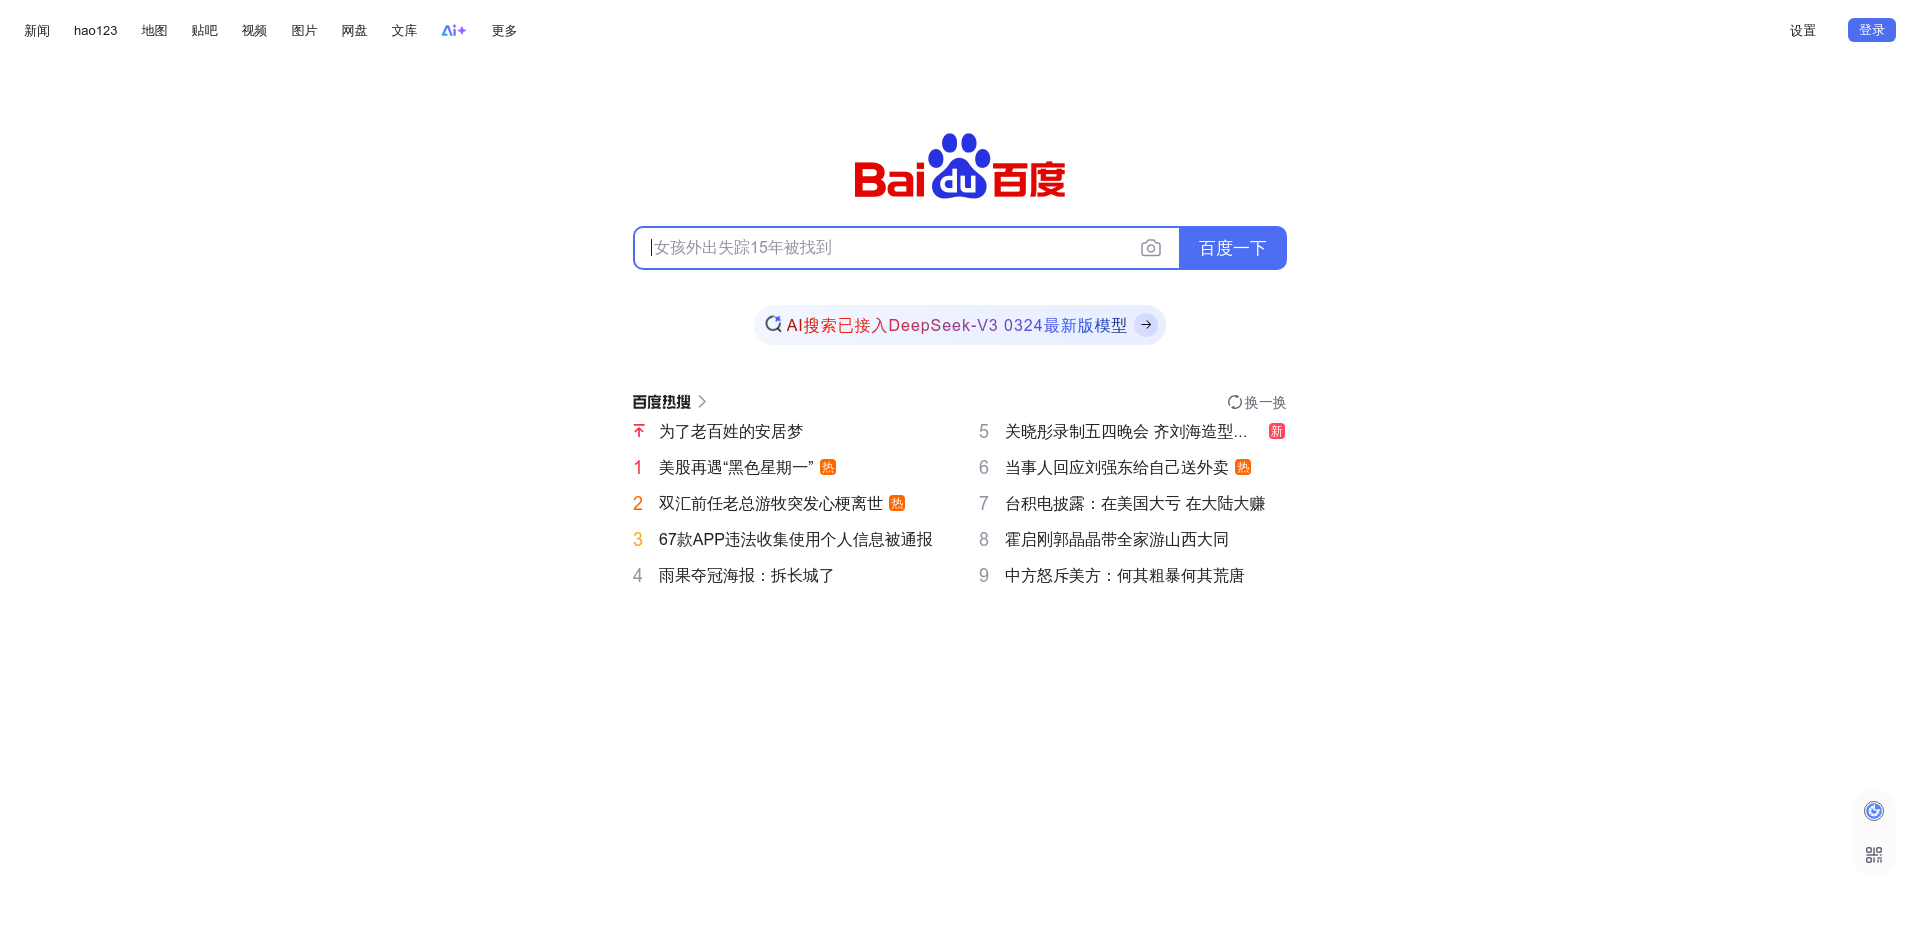 新闻 hao123 地图 贴吧 视频 图片 网盘 文库 Ai+ 更多 设置 登录
Bai du 百度
女孩外出失踪15年被找到 百度一下
AI搜索已接入DeepSeek-V3 0324最新版模型
百度热搜 换一换
为了老百姓的安居梦
1 美股再遇“黑色星期一” 热
2 双汇前任老总游牧突发心梗离世 热
3 67款APP违法收集使用个人信息被通报
4 雨果夺冠海报：拆长城了
5 关晓彤录制五四晚会 齐刘海造型... 新
6 当事人回应刘强东给自己送外卖 热
7 台积电披露：在美国大亏 在大陆大赚
8 霍启刚郭晶晶带全家游山西大同
9 中方怒斥美方：何其粗暴何其荒唐